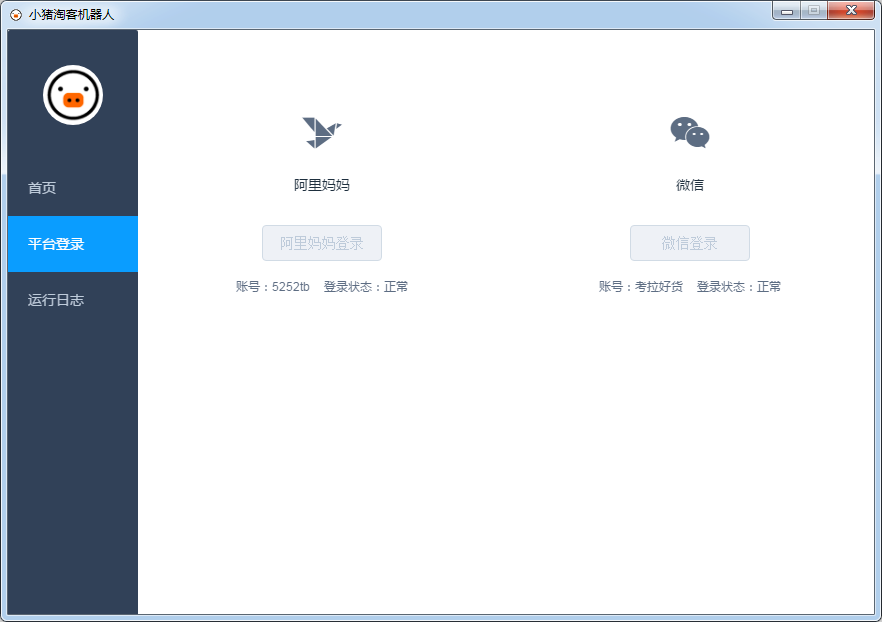 小猪淘客机器人
首页
平台登录
运行日志
阿里妈妈
阿里妈妈登录
账号：5252tb 登录状态：正常
微信
微信登录
账号：考拉好货 登录状态：正常